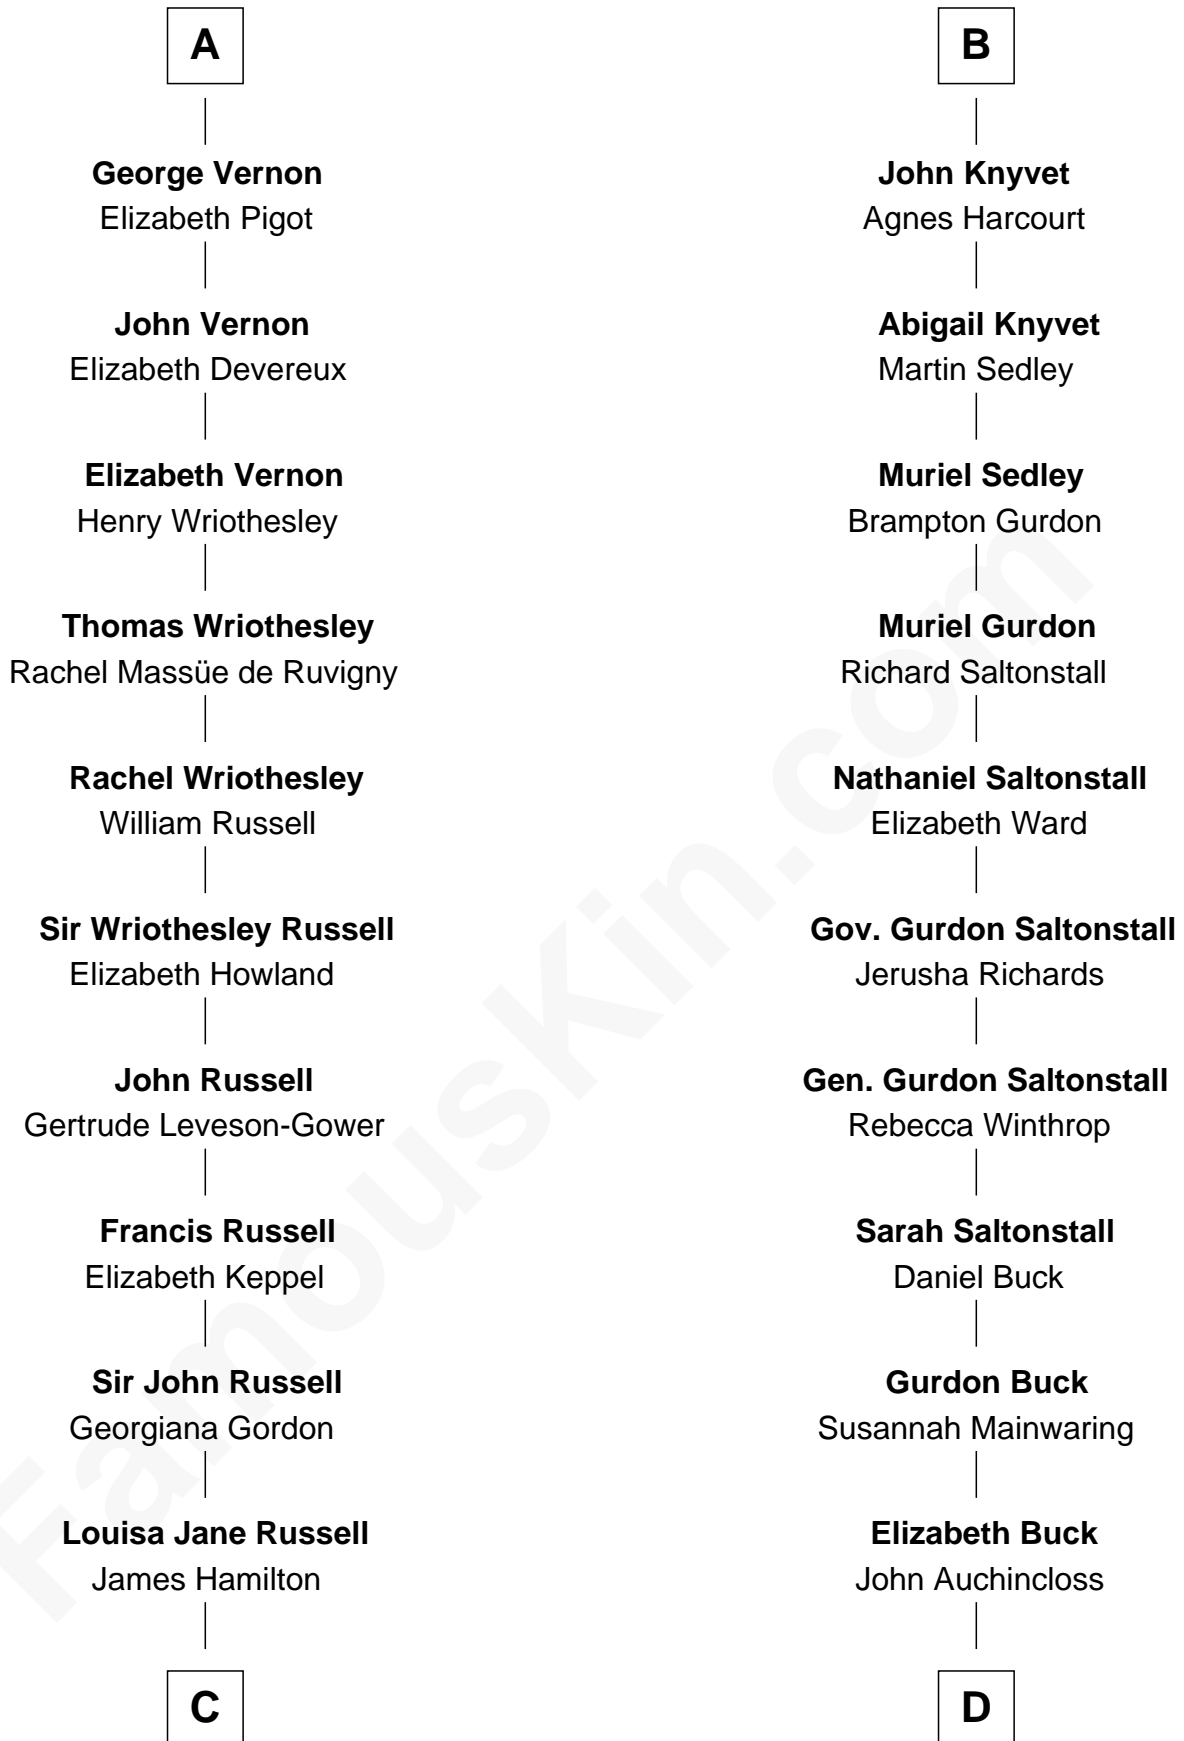 A
George Vernon
Elizabeth Pigot
John Vernon
Elizabeth Devereux
Elizabeth Vernon
Henry Wriothesley
Thomas Wriothesley
Rachel Massüe de Ruvigny
Rachel Wriothesley
William Russell
Sir Wriothesley Russell
Elizabeth Howland
John Russell
Gertrude Leveson-Gower
Francis Russell
Elizabeth Keppel
Sir John Russell
Georgiana Gordon
Louisa Jane Russell
James Hamilton
C
B
John Knyvet
Agnes Harcourt
Abigail Knyvet
Martin Sedley
Muriel Sedley
Brampton Gurdon
Muriel Gurdon
Richard Saltonstall
Nathaniel Saltonstall
Elizabeth Ward
Gov. Gurdon Saltonstall
Jerusha Richards
Gen. Gurdon Saltonstall
Rebecca Winthrop
Sarah Saltonstall
Daniel Buck
Gurdon Buck
Susannah Mainwaring
Elizabeth Buck
John Auchincloss
D
FamousKin.com